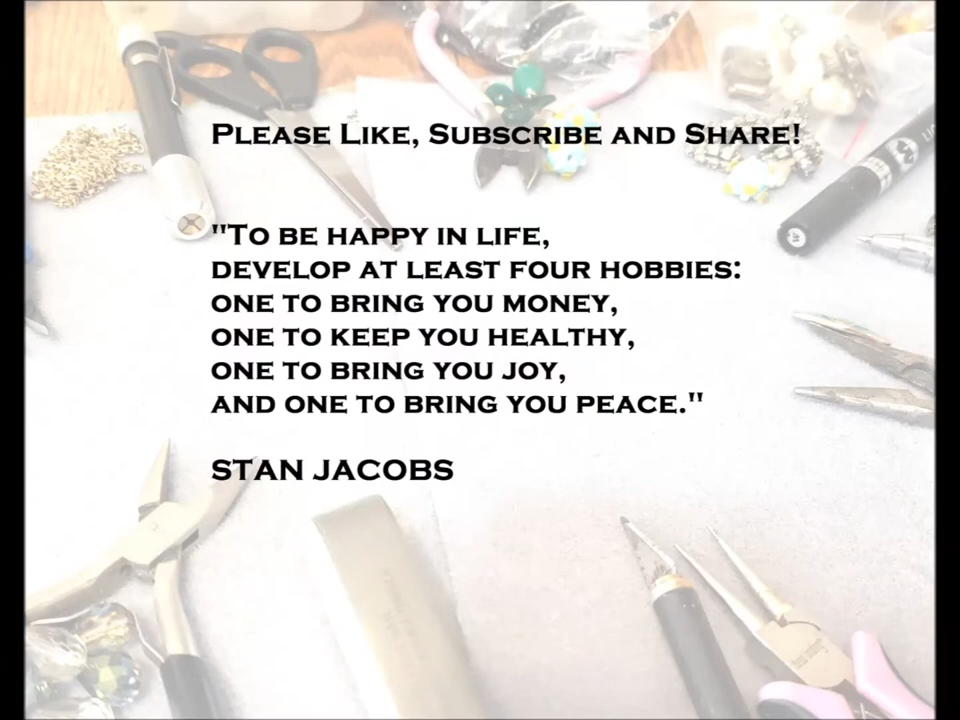 Please Like, Subscribe and Share!
"To be happy in life,
develop at least four hobbies:
one to bring you money,
one to keep you healthy,
one to bring you joy,
and one to bring you peace."
STAN JACOBS